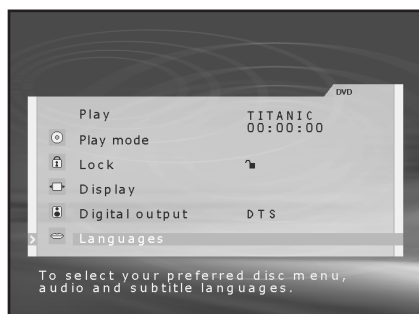 DVD
Play TITANIC
00:00:00
Play mode
Lock
Display
Digital output DTS
Languages
To select your preferred disc menu,
audio and subtitle languages.